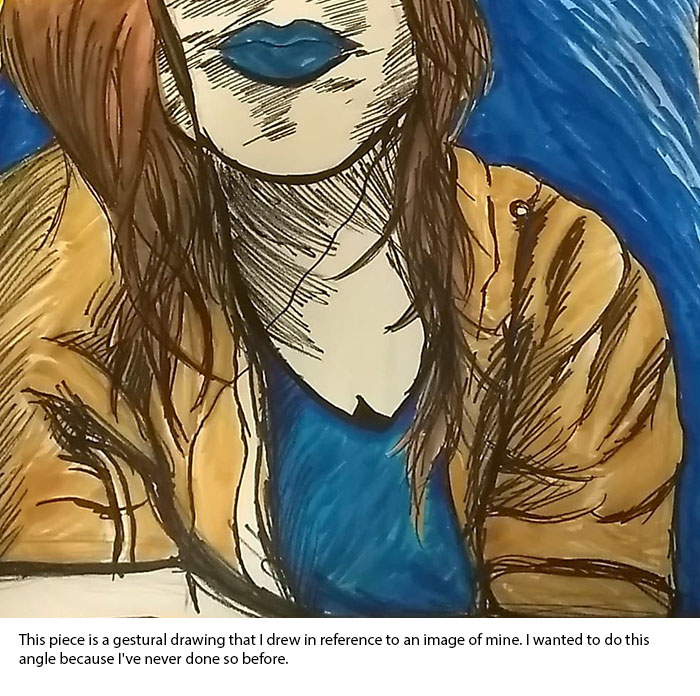 This piece is a gestural drawing that I drew in reference to an image of mine. I wanted to do this
angle because I've never done so before.